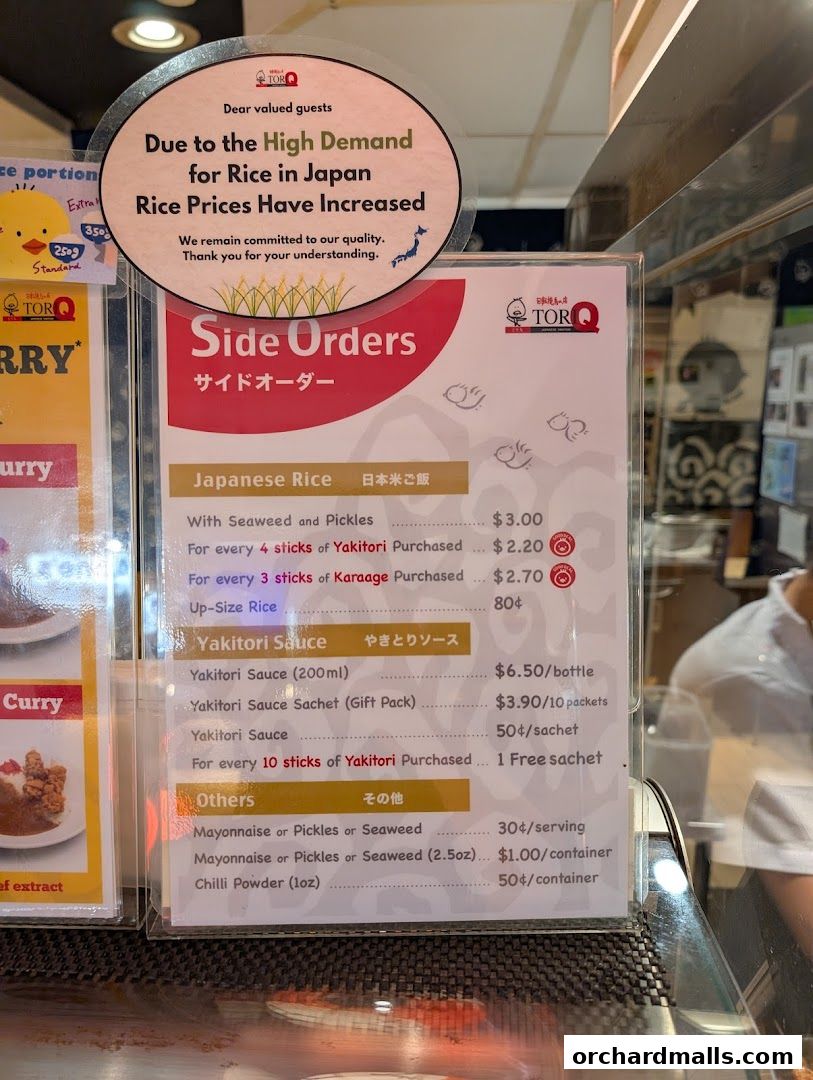 TORQ
Dear valued guests
Due to the High Demand
for Rice in Japan
Rice Prices Have Increased
We remain committed to our quality.
Thank you for your understanding.
ce portion
Extra
350g
250g
Standard
TORQ
RRY*
urry
Curry
ef extract
Side Orders
サイドオーダー
TORQ
Japanese Rice 日本米ご飯
With Seaweed and Pickles .................... $3.00
For every 4 sticks of Yakitori Purchased ... $2.20
For every 3 sticks of Karaage Purchased ... $2.70
Up-Size Rice .......................................... 80¢
Yakitori Sauce やきとりソース
Yakitori Sauce (200ml) ..................... $6.50/bottle
Yakitori Sauce Sachet (Gift Pack) ............. $3.90/10 packets
Yakitori Sauce ...................................... 50¢/sachet
For every 10 sticks of Yakitori Purchased ... 1 Free sachet
Others その他
Mayonnaise or Pickles or Seaweed ........... 30¢/serving
Mayonnaise or Pickles or Seaweed (2.5oz)... $1.00/container
Chilli Powder (1oz) ................................ 50¢/container
orchardmalls.com